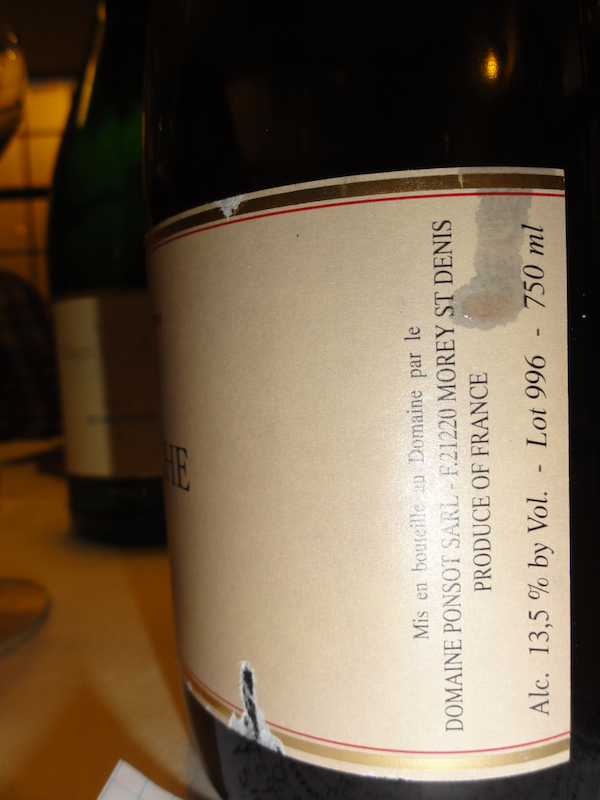 HE
Mis en bouteille au Domaine par le
DOMAINE PONSOT SARL - F.21220 MOREY ST DENIS
PRODUCE OF FRANCE
Alc. 13,5 % by Vol. - Lot 996 - 750 ml